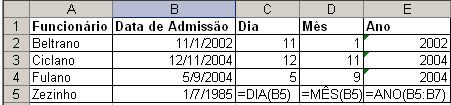 A B C D E
1 Funcionário Data de Admissão Dia Mês Ano
2 Beltrano 11/1/2002 11 1 2002
3 Ciclano 12/11/2004 12 11 2004
4 Fulano 5/9/2004 5 9 2004
5 Zezinho 1/7/1985 =DIA(B5) =MÊS(B5) =ANO(B5:B7)